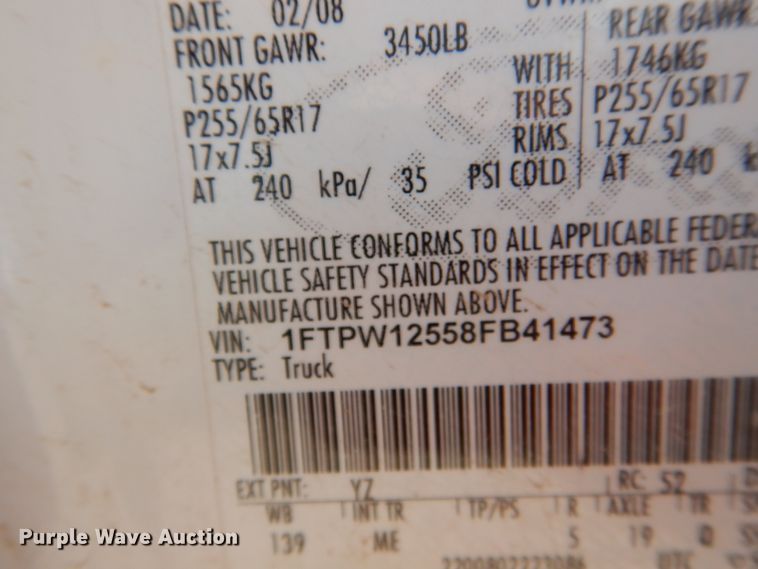 DATE: 02/08
FRONT GAWR: 3450LB
1565KG
P255/65R17
17x7.5J
AT 240 kPa/ 35 PSI COLD
WITH
TIRES
RIMS
REAR GAWR
1746KG
P255/65R17
17x7.5J
AT 240
THIS VEHICLE CONFORMS TO ALL APPLICABLE FEDER
VEHICLE SAFETY STANDARDS IN EFFECT ON THE DATE
MANUFACTURE SHOWN ABOVE.
VIN: 1FTPW12558FB41473
TYPE: Truck
EXT PNT: YZ RC: 52
WB INT TR TP/PS R AXLE TR
139 ME 5 19
Purple Wave Auction